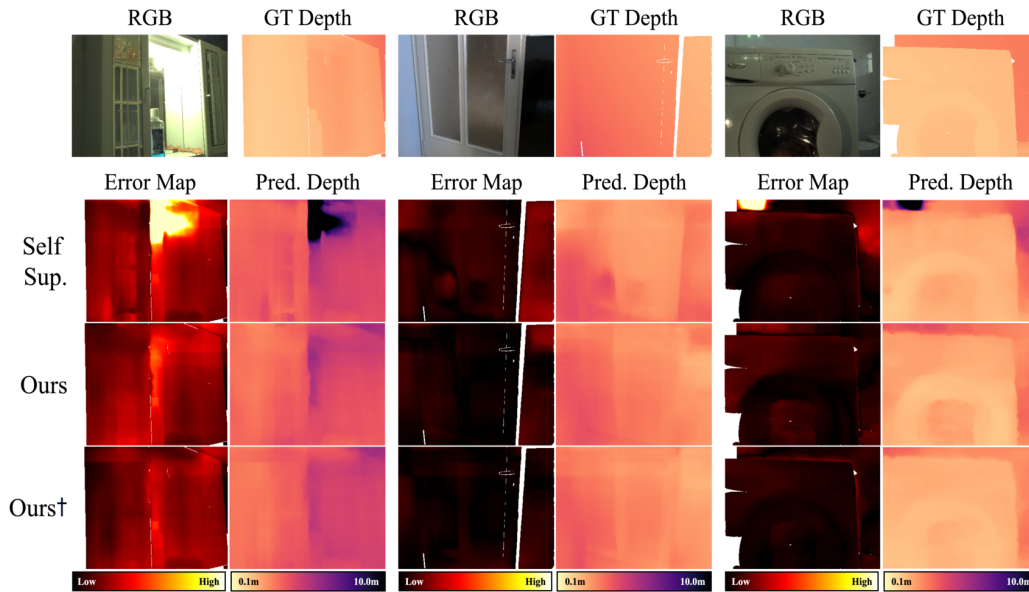 RGB GT Depth RGB GT Depth RGB GT Depth
Error Map Pred. Depth Error Map Pred. Depth Error Map Pred. Depth
Self
Sup.
Ours
Ours†
Low High 0.1m 10.0m Low High 0.1m 10.0m Low High 0.1m 10.0m